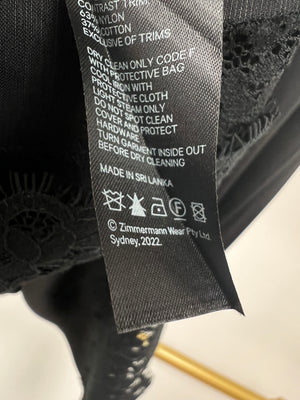 CONTRAST TRIM
63% NYLON
37% COTTON
EXCLUSIVE OF TRIMS
DRY CLEAN ONLY CODE F
WITH PROTECTIVE BAG
COOL IRON WITH
PROTECTIVE CLOTH
LIGHT STEAM ONLY
DO NOT SPOT CLEAN
COVER AND PROTECT
HARDWARE
TURN GARMENT INSIDE OUT
BEFORE DRY CLEANING
MADE IN SRI LANKA
F
© Zimmermann Wear Pty Ltd.
Sydney, 2022.